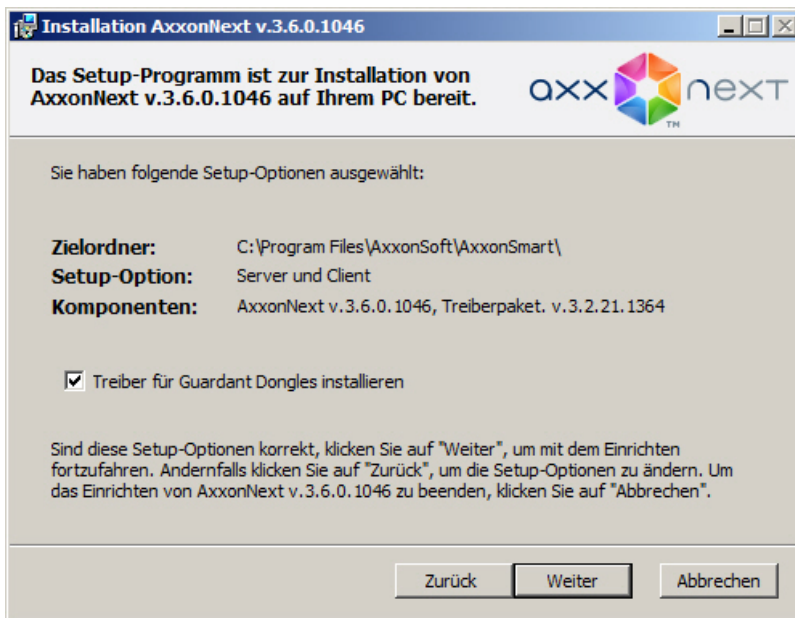 Installation AxxonNext v.3.6.0.1046
Das Setup-Programm ist zur Installation von
AxxonNext v.3.6.0.1046 auf Ihrem PC bereit.
axx next
TM
Sie haben folgende Setup-Optionen ausgewählt:
Zielordner: C:\Program Files\AxxonSoft\AxxonSmart\
Setup-Option: Server und Client
Komponenten: AxxonNext v.3.6.0.1046, Treiberpaket. v.3.2.21.1364
Treiber für Guardant Dongles installieren
Sind diese Setup-Optionen korrekt, klicken Sie auf "Weiter", um mit dem Einrichten
fortzufahren. Andernfalls klicken Sie auf "Zurück", um die Setup-Optionen zu ändern. Um
das Einrichten von AxxonNext v.3.6.0.1046 zu beenden, klicken Sie auf "Abbrechen".
Zurück Weiter Abbrechen